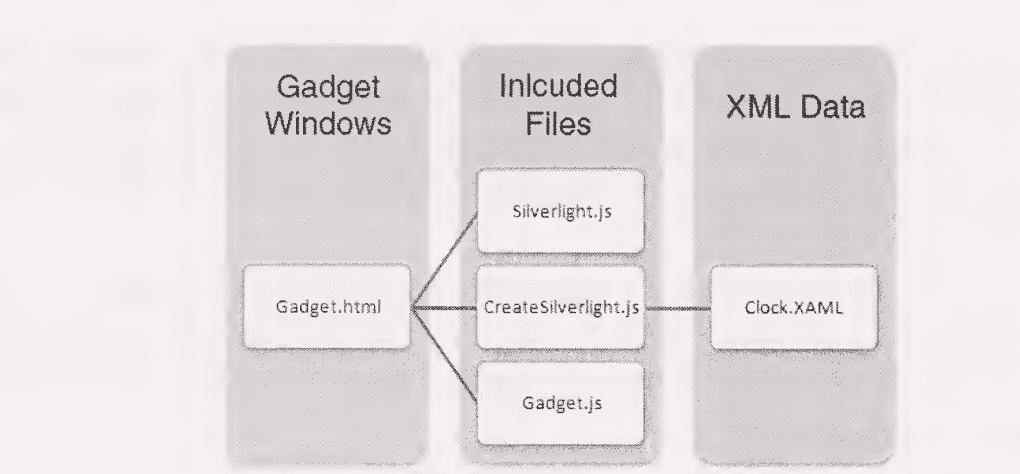 Gadget
Windows
Inlcuded
Files
XML Data
Silverlight.js
Gadget.html
CreateSilverlight.js
Clock.XAML
Gadget.js